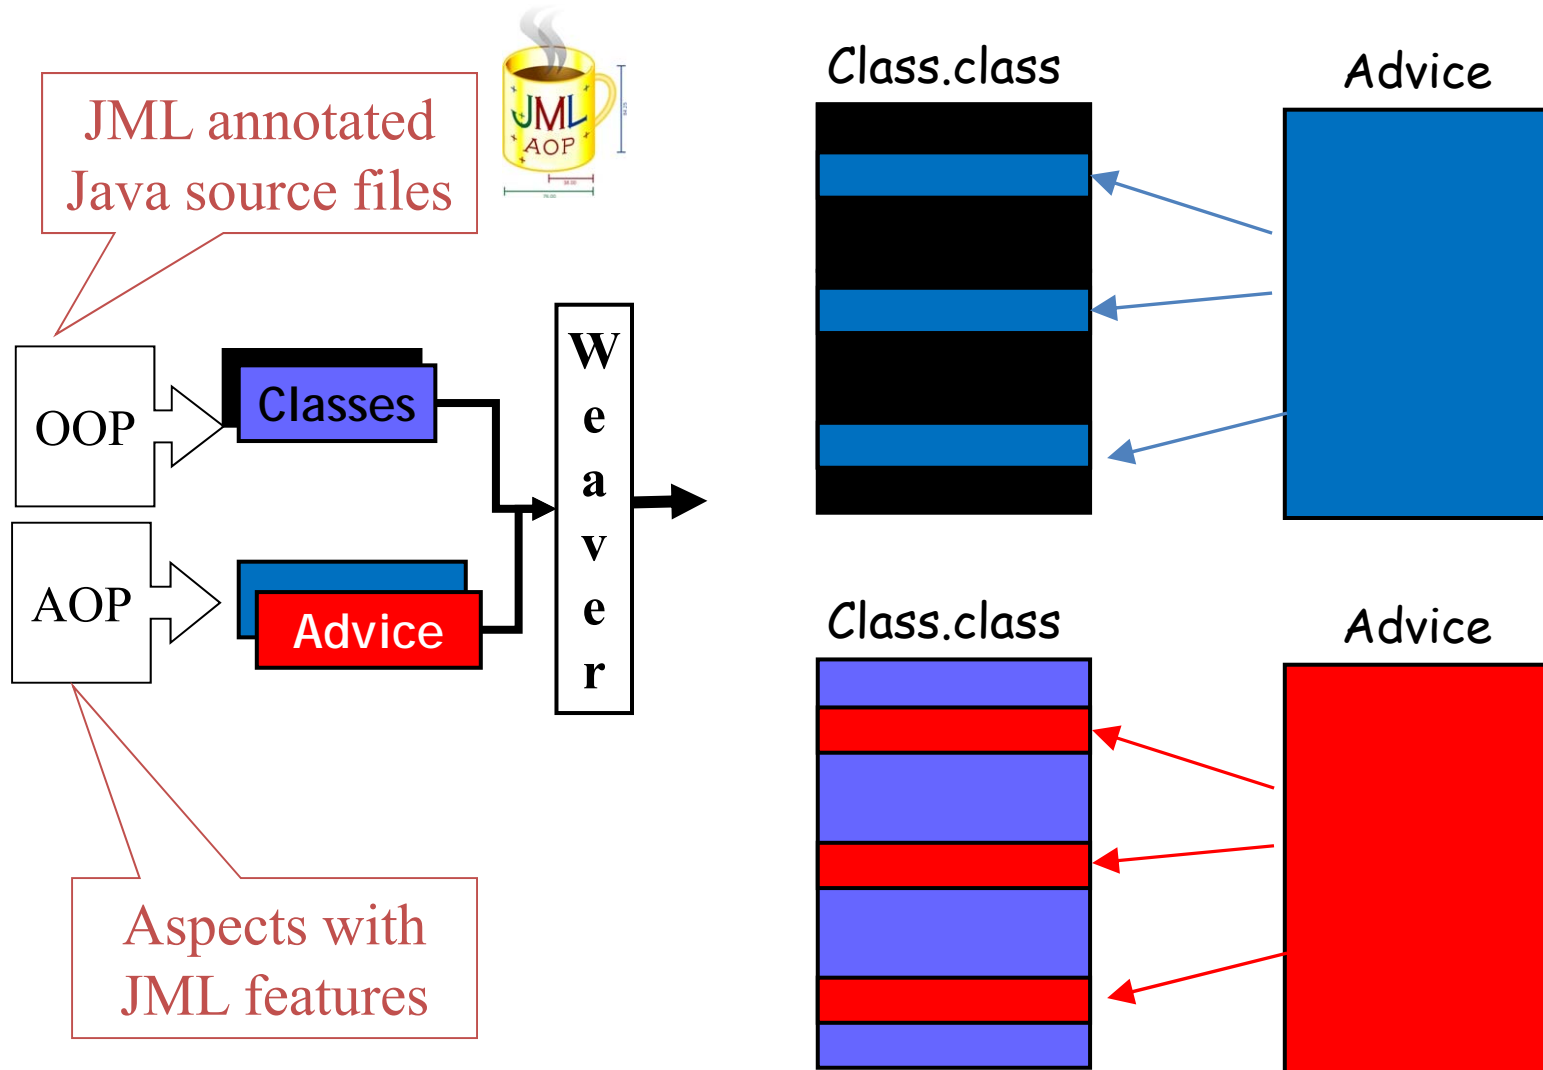 JML annotated
Java source files
JML
AOP
OOP
Classes
AOP
Advice
Weaver
Aspects with
JML features
Class.class
Advice
Class.class
Advice